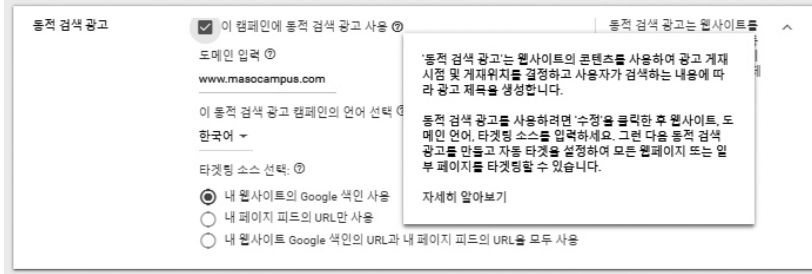 동적 검색 광고
이 캠페인에 동적 검색 광고 사용
동적 검색 광고는 웹사이트를
도메인 입력
www.masocampus.com
이 동적 검색 광고 캠페인의 언어 선택
한국어
타겟팅 소스 선택:
내 웹사이트의 Google 색인 사용
내 페이지 피드의 URL만 사용
내 웹사이트 Google 색인의 URL과 내 페이지 피드의 URL을 모두 사용
'동적 검색 광고'는 웹사이트의 콘텐츠를 사용하여 광고 게재
시점 및 게재위치를 결정하고 사용자가 검색하는 내용에 따
라 광고 제목을 생성합니다.
동적 검색 광고를 사용하려면 '수정'을 클릭한 후 웹사이트, 도
메인 언어, 타겟팅 소스를 입력하세요. 그런 다음 동적 검색
광고를 만들고 자동 타겟을 설정하여 모든 웹페이지 또는 일
부 페이지를 타겟팅할 수 있습니다.
자세히 알아보기